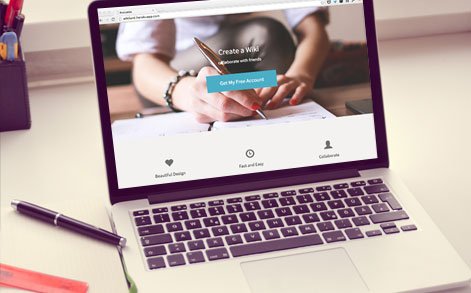 Create a Wiki
collaborate with friends
Get My Free Account
Beautiful Design
Fast and Easy
Collaborate